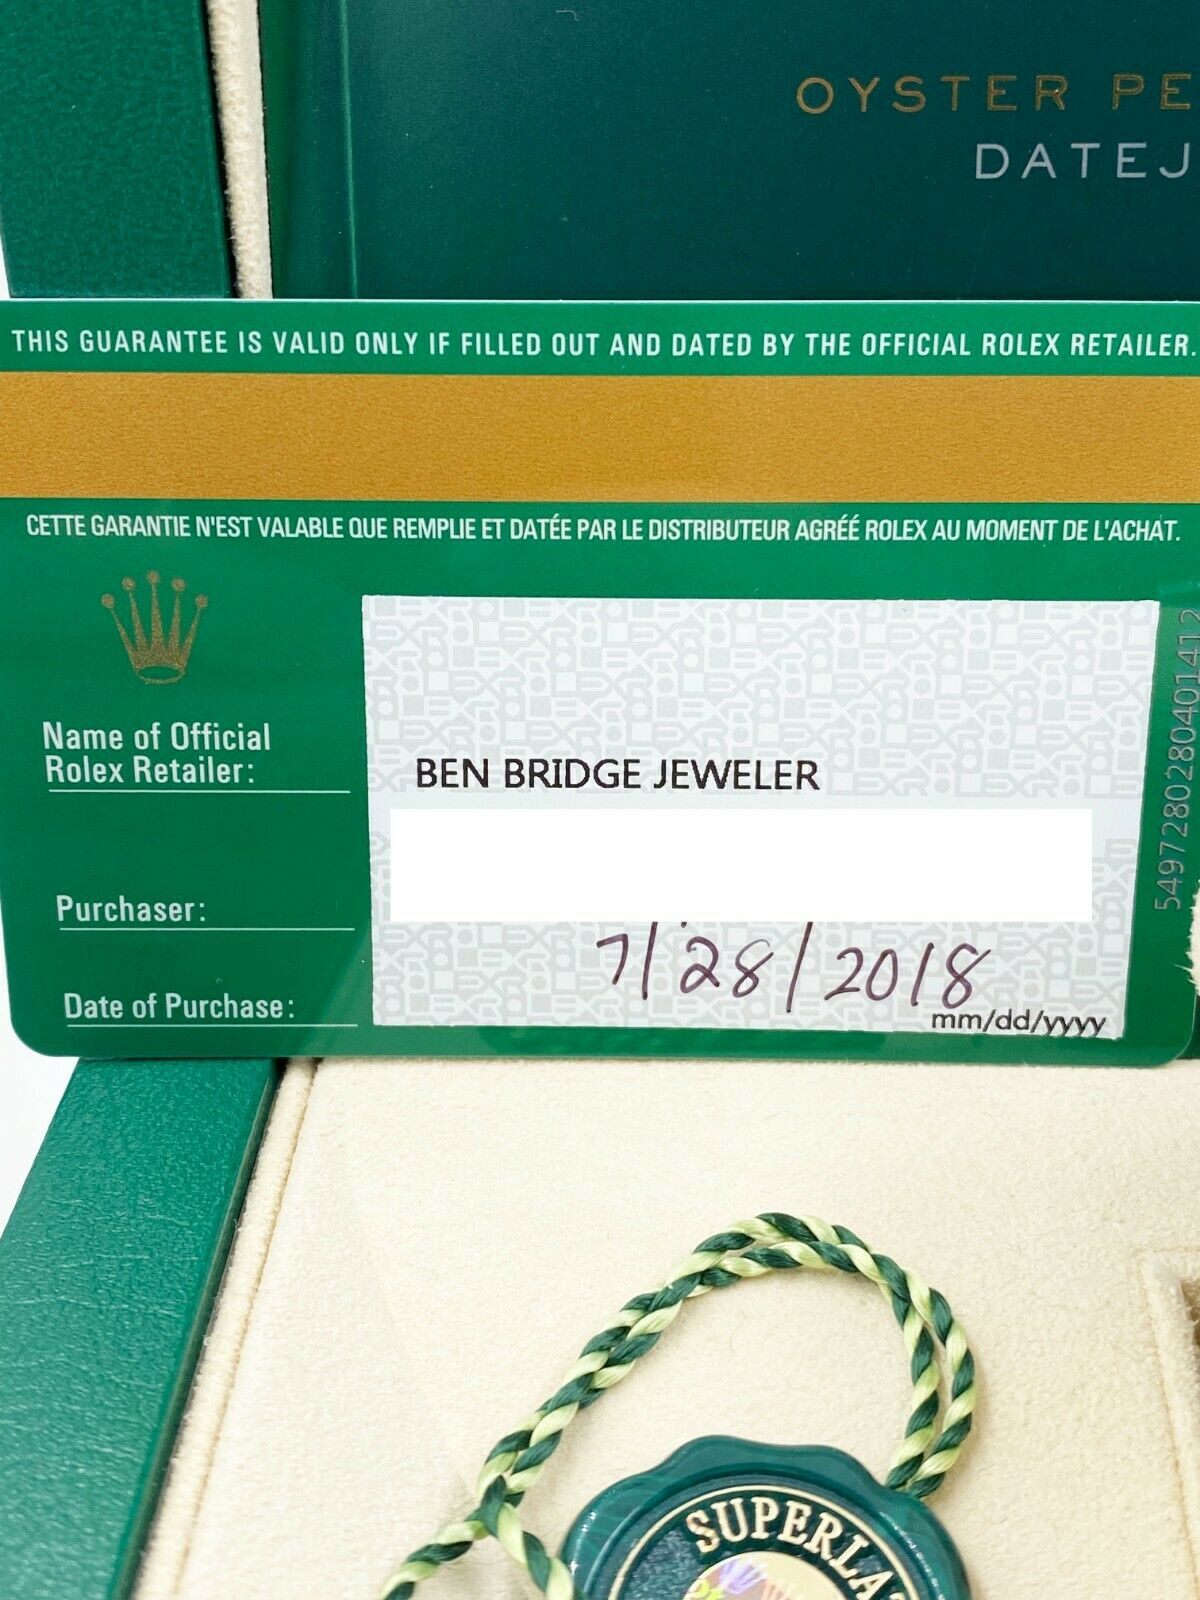 OYSTER PE
DATEJ
THIS GUARANTEE IS VALID ONLY IF FILLED OUT AND DATED BY THE OFFICIAL ROLEX RETAILER.
CETTE GARANTIE N'EST VALABLE QUE REMPLIE ET DATÉE PAR LE DISTRIBUTEUR AGRÉÉ ROLEX AU MOMENT DE L'ACHAT.
Name of Official
Rolex Retailer:
BEN BRIDGE JEWELER
Purchaser:
Date of Purchase:
7/28/2018
mm/dd/yyyy
5497280280401412
SUPERLA